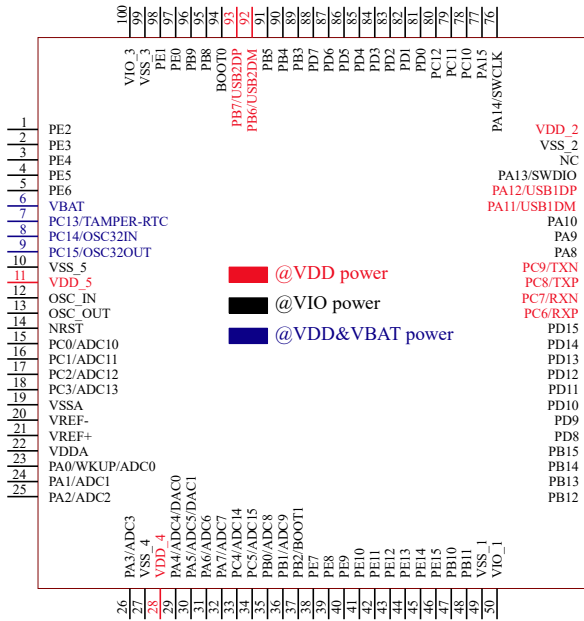 100
99
98
97
96
95
94
93
92
91
90
89
88
87
86
85
84
83
82
81
80
79
78
77
76
VIO_3
VSS_3
PE1
PE0
PB9
PB8
BOOT0
PB7/USB2DP
PB6/USB2DM
PB5
PB4
PB3
PD7
PD6
PD5
PD4
PD3
PD2
PD1
PD0
PC12
PC11
PC10
PA15
PA14/SWCLK
1 PE2
2 PE3
3 PE4
4 PE5
5 PE6
6 VBAT
7 PC13/TAMPER-RTC
8 PC14/OSC32IN
9 PC15/OSC32OUT
10 VSS_5
11 VDD_5
12 OSC_IN
13 OSC_OUT
14 NRST
15 PC0/ADC10
16 PC1/ADC11
17 PC2/ADC12
18 PC3/ADC13
19 VSSA
20 VREF-
21 VREF+
22 VDDA
23 PA0/WKUP/ADC0
24 PA1/ADC1
25 PA2/ADC2
@VDD power
@VIO power
@VDD&VBAT power
VDD_2
VSS_2
NC
PA13/SWDIO
PA12/USB1DP
PA11/USB1DM
PA10
PA9
PA8
PC9/TXN
PC8/TXP
PC7/RXN
PC6/RXP
PD15
PD14
PD13
PD12
PD11
PD10
PD9
PD8
PB15
PB14
PB13
PB12
PA3/ADC3
VSS_4
VDD_4
PA4/ADC4/DAC0
PA5/ADC5/DAC1
PA6/ADC6
PA7/ADC7
PC4/ADC14
PC5/ADC15
PB0/ADC8
PB1/ADC9
PB2/BOOT1
PE7
PE8
PE9
PE10
PE11
PE12
PE13
PE14
PE15
PB10
PB11
VSS_1
VIO_1
26
27
28
29
30
31
32
33
34
35
36
37
38
39
40
41
42
43
44
45
46
47
48
49
50